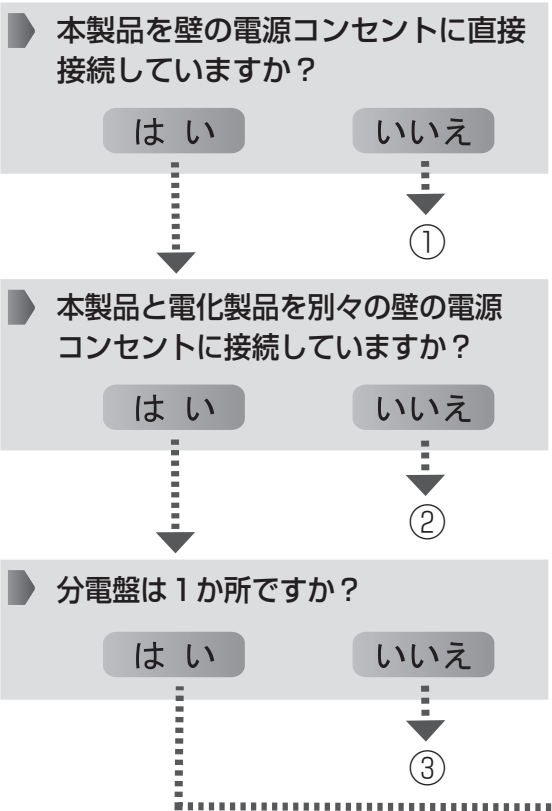 本製品を壁の電源コンセントに直接
接続していますか？
はい いいえ
①
本製品と電化製品を別々の壁の電源
コンセントに接続していますか？
はい いいえ
②
分電盤は１か所ですか？
はい いいえ
③